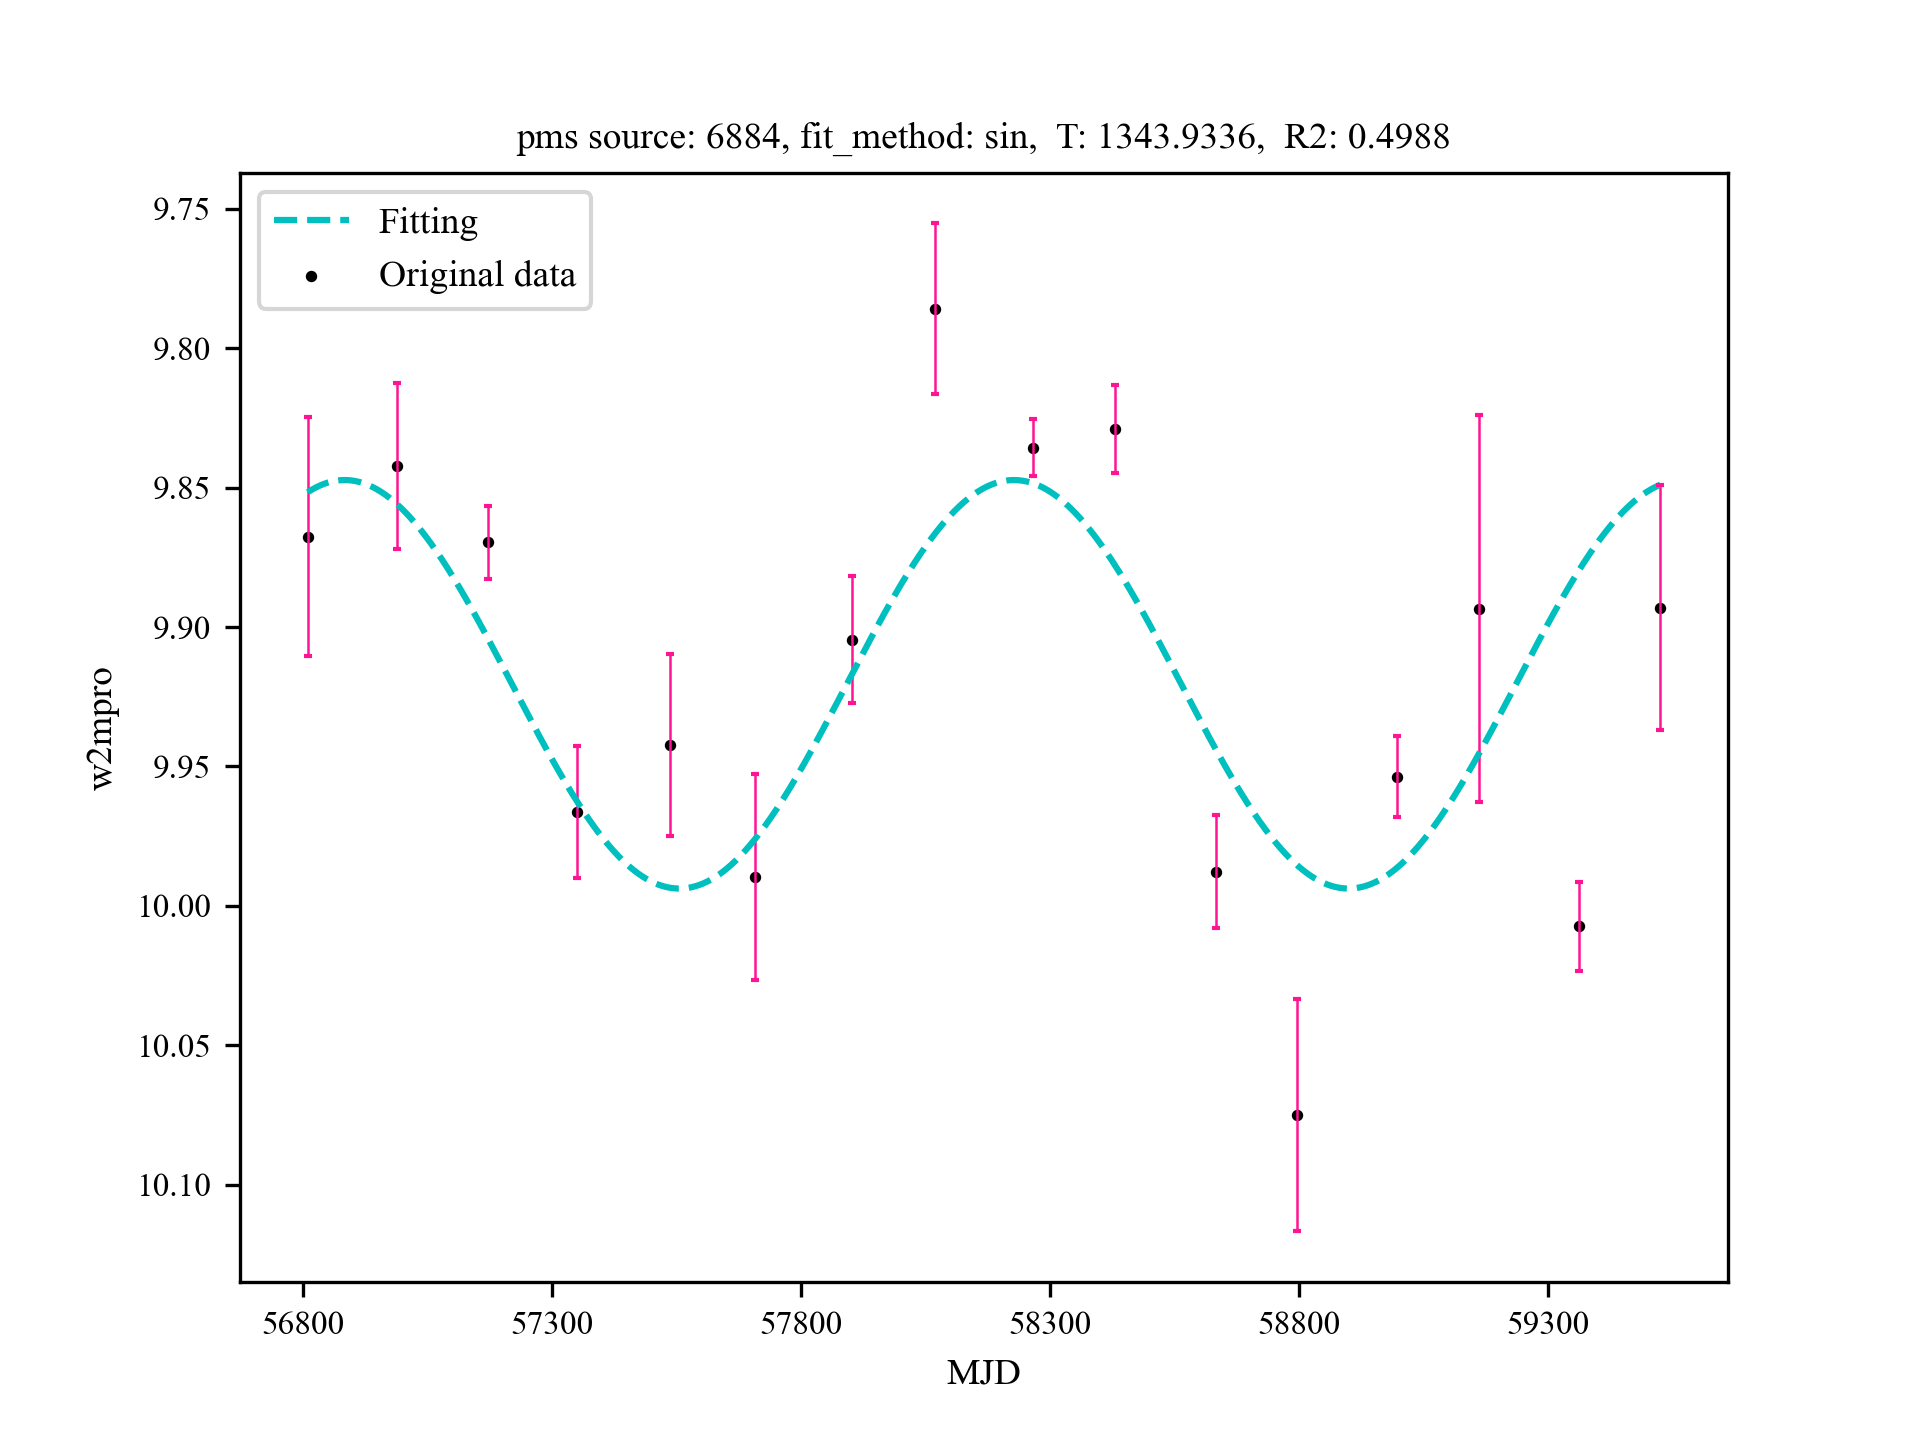 pms source: 6884, fit_method: sin,  T: 1343.9336,  R2: 0.4988
Fitting
Original data
9.75
9.80
9.85
9.90
9.95
10.00
10.05
10.10
w2mpro
56800 57300 57800 58300 58800 59300
MJD